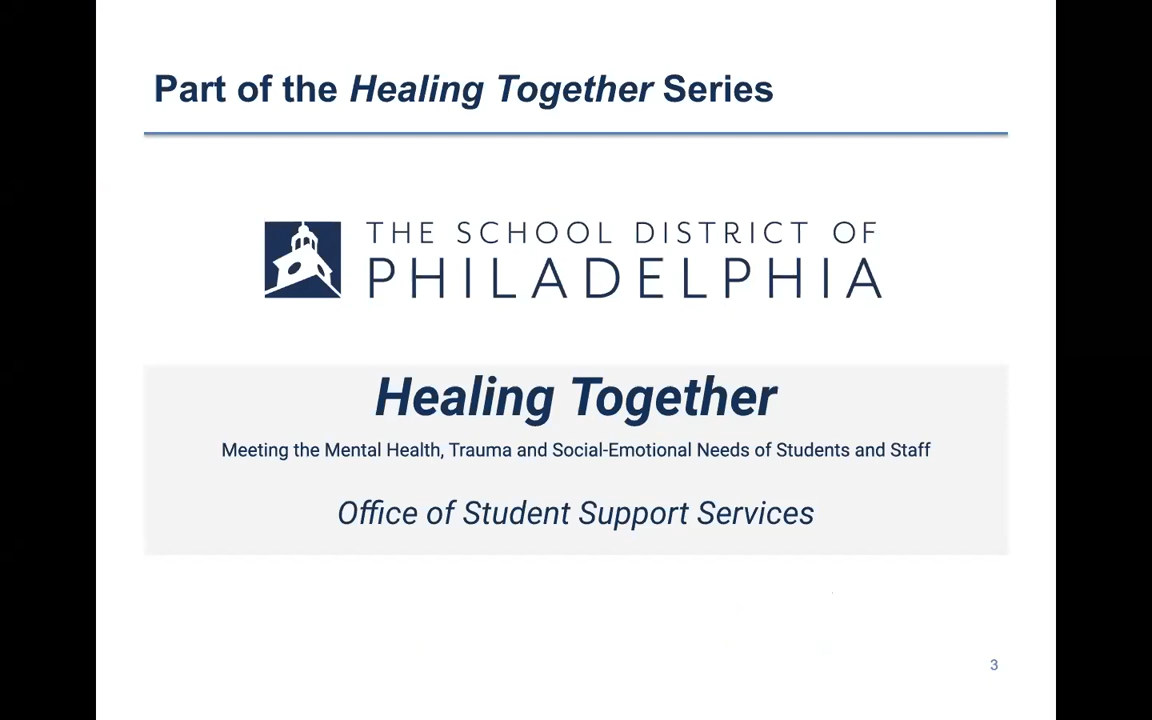 Part of the Healing Together Series
THE SCHOOL DISTRICT OF
PHILADELPHIA
Healing Together
Meeting the Mental Health, Trauma and Social-Emotional Needs of Students and Staff
Office of Student Support Services
3